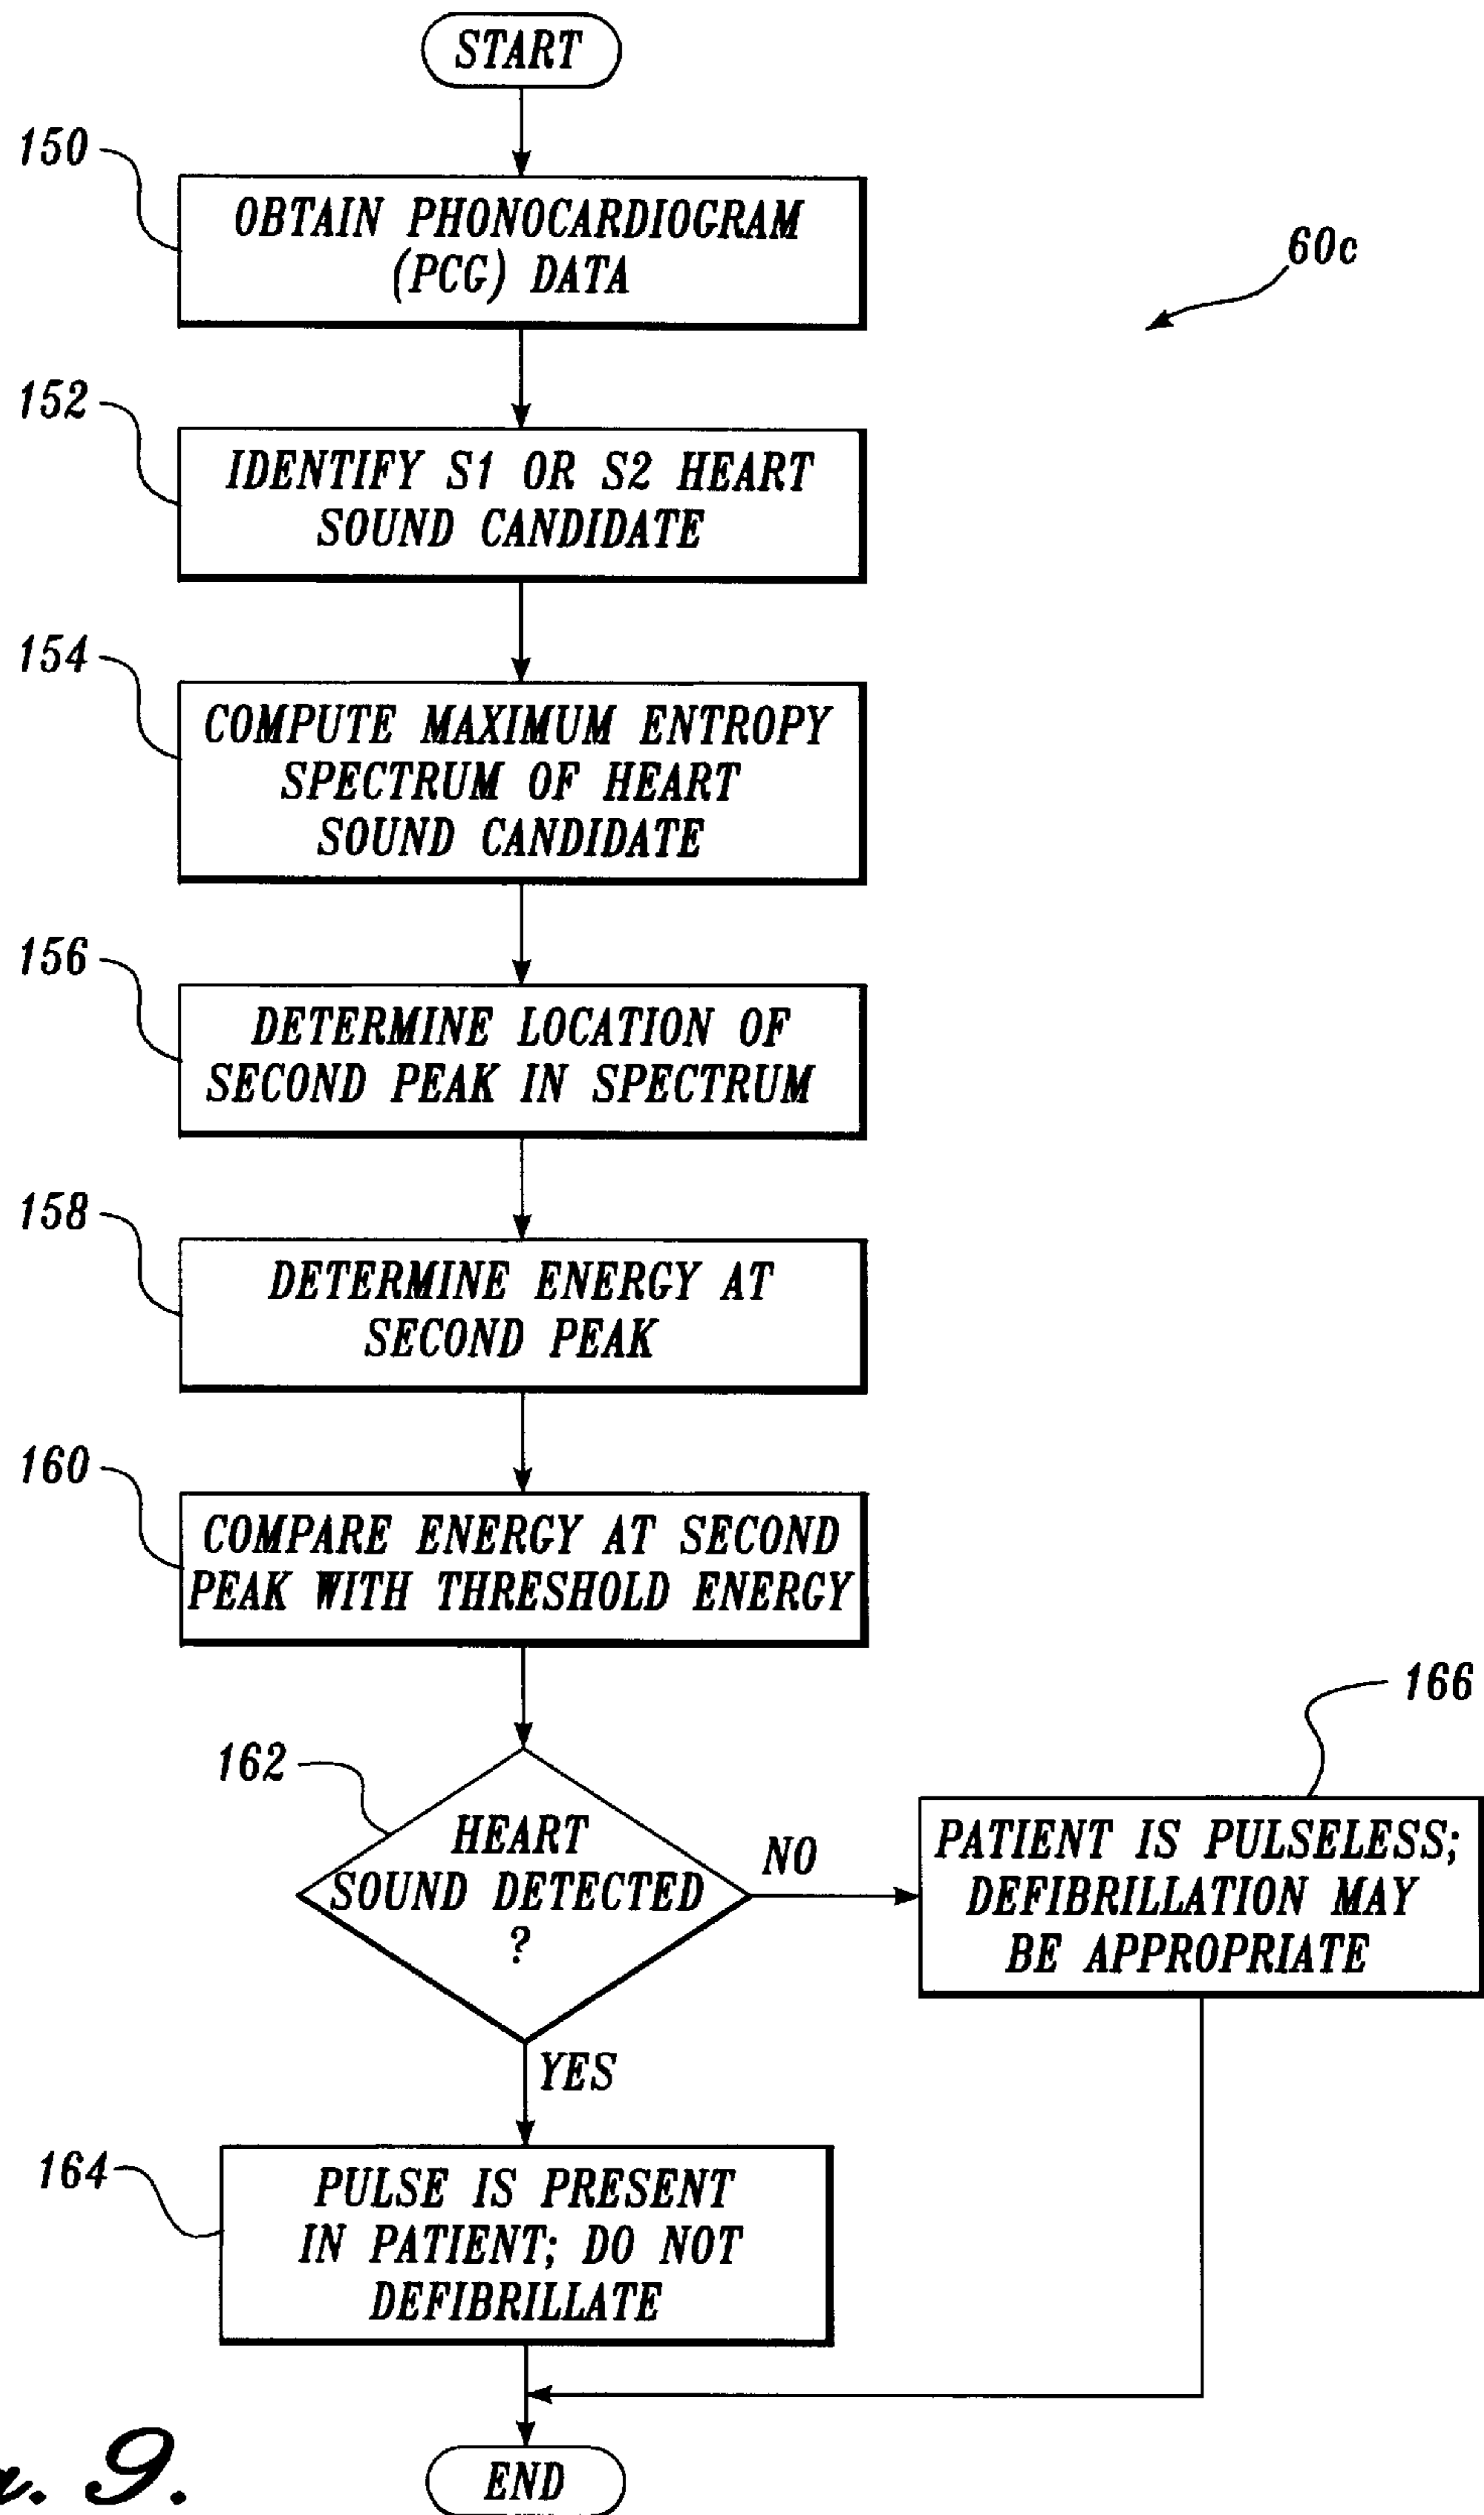 START
150
OBTAIN PHONOCARDIOGRAM
(PCG) DATA
60c
152
IDENTIFY S1 OR S2 HEART
SOUND CANDIDATE
154
COMPUTE MAXIMUM ENTROPY
SPECTRUM OF HEART
SOUND CANDIDATE
156
DETERMINE LOCATION OF
SECOND PEAK IN SPECTRUM
158
DETERMINE ENERGY AT
SECOND PEAK
160
COMPARE ENERGY AT SECOND
PEAK WITH THRESHOLD ENERGY
162
HEART
SOUND DETECTED
?
NO
166
PATIENT IS PULSELESS;
DEFIBRILLATION MAY
BE APPROPRIATE
YES
164
PULSE IS PRESENT
IN PATIENT; DO NOT
DEFIBRILLATE
END
9.